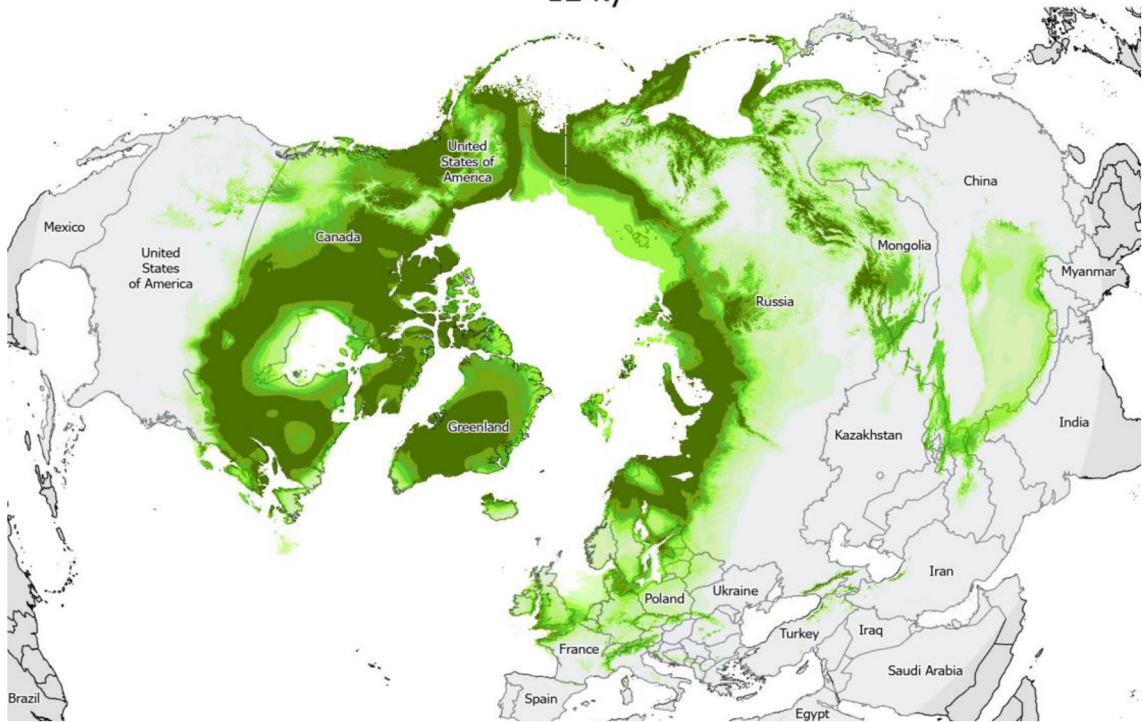 United
States of
America
China
Mexico
Canada
Mongolia
United
States
of America
Myanmar
Russia
Greenland
India
Kazakhstan
Iran
Ukraine
Poland
Turkey
Iraq
France
Saudi Arabia
Spain
Brazil
Egypt